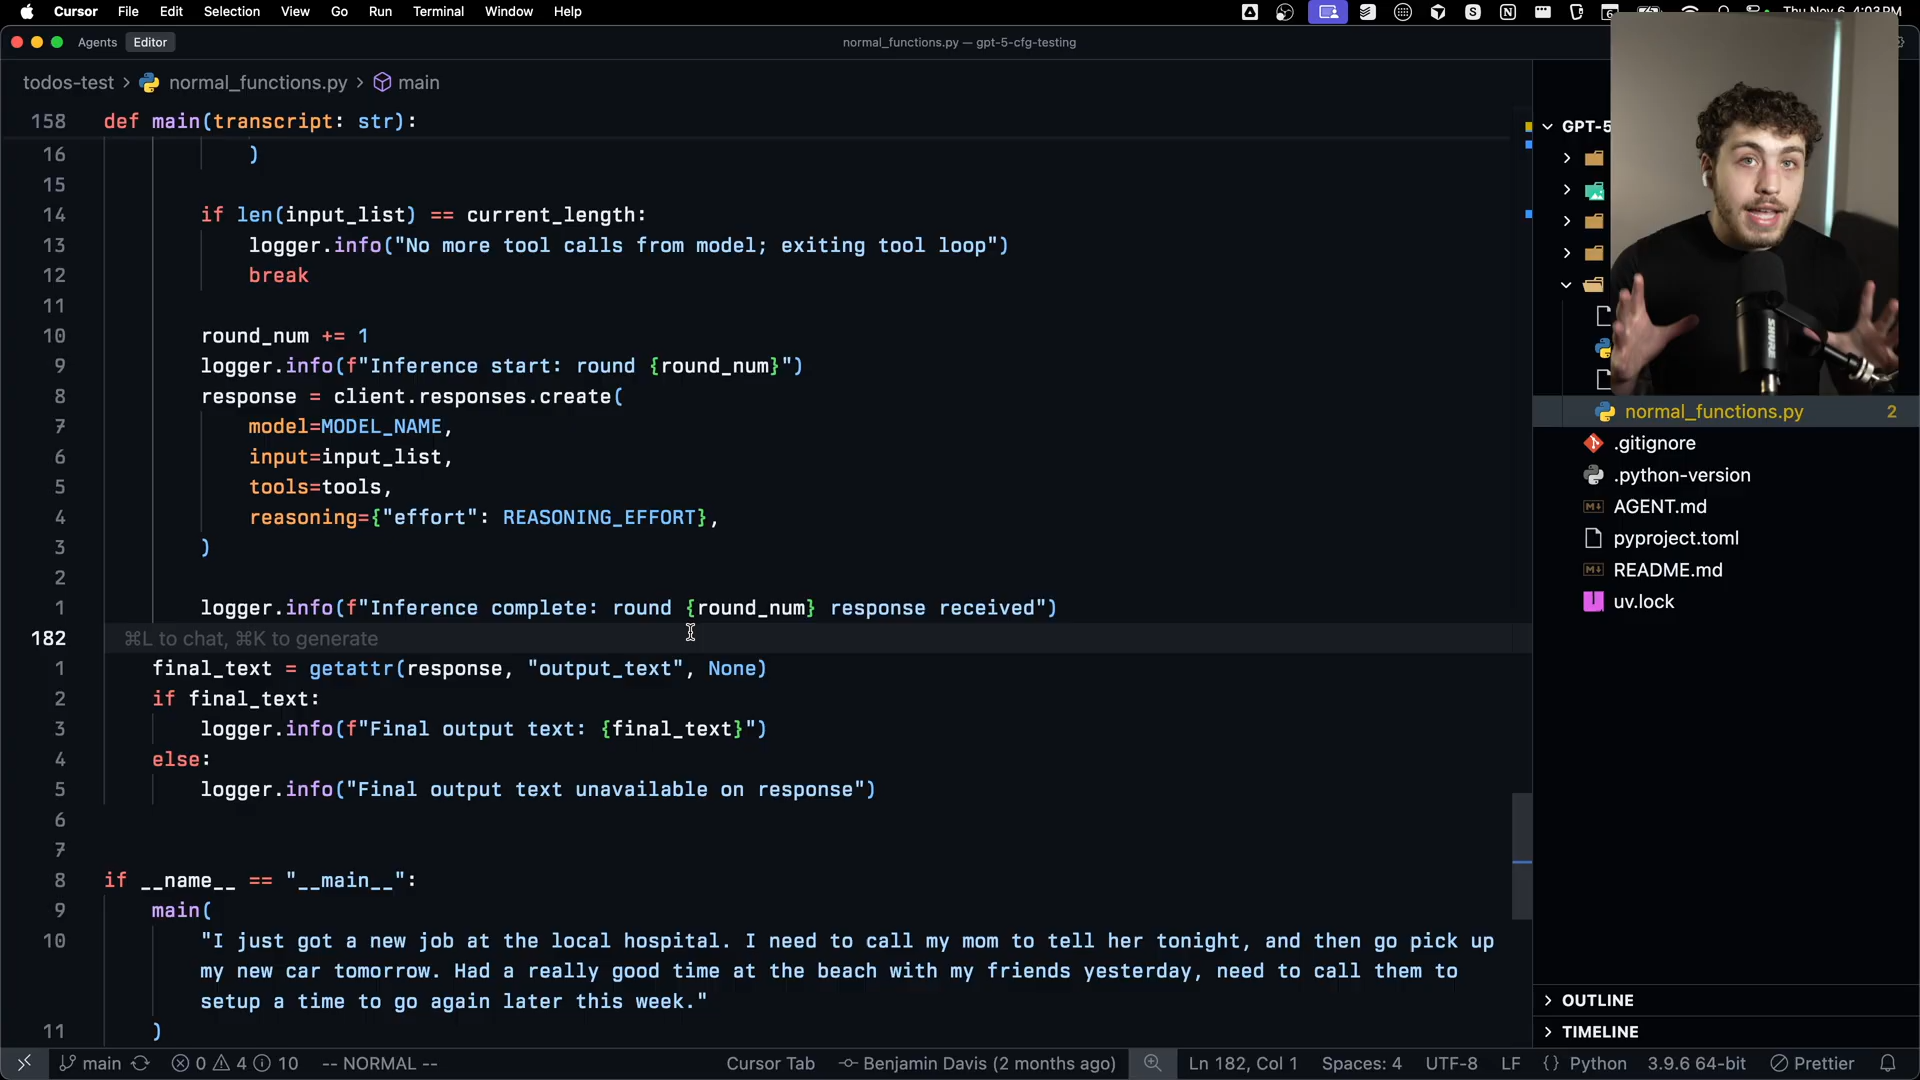 Cursor File Edit Selection View Go Run Terminal Window Help
Agents Editor normal_functions.py — gpt-5-cfg-testing
todos-test > normal_functions.py > main
158 def main(transcript: str):
16 )
15
14 if len(input_list) == current_length:
13 logger.info("No more tool calls from model; exiting tool loop")
12 break
11
10 round_num += 1
9 logger.info(f"Inference start: round {round_num}")
8 response = client.responses.create(
7 model=MODEL_NAME,
6 input=input_list,
5 tools=tools,
4 reasoning={"effort": REASONING_EFFORT},
3 )
2
1 logger.info(f"Inference complete: round {round_num} response received")
182 ⌘L to chat, ⌘K to generate
1 final_text = getattr(response, "output_text", None)
2 if final_text:
3 logger.info(f"Final output text: {final_text}")
4 else:
5 logger.info("Final output text unavailable on response")
6
7
8 if __name__ == "__main__":
9 main(
10 "I just got a new job at the local hospital. I need to call my mom to tell her tonight, and then go pick up
my new car tomorrow. Had a really good time at the beach with my friends yesterday, need to call them to
setup a time to go again later this week."
11 )
GPT-5
normal_functions.py 2
.gitignore
.python-version
AGENT.md
pyproject.toml
README.md
uv.lock
OUTLINE
TIMELINE
SHURE
main 0 4 10 -- NORMAL -- Cursor Tab Benjamin Davis (2 months ago) Ln 182, Col 1 Spaces: 4 UTF-8 LF {} Python 3.9.6 64-bit Prettier